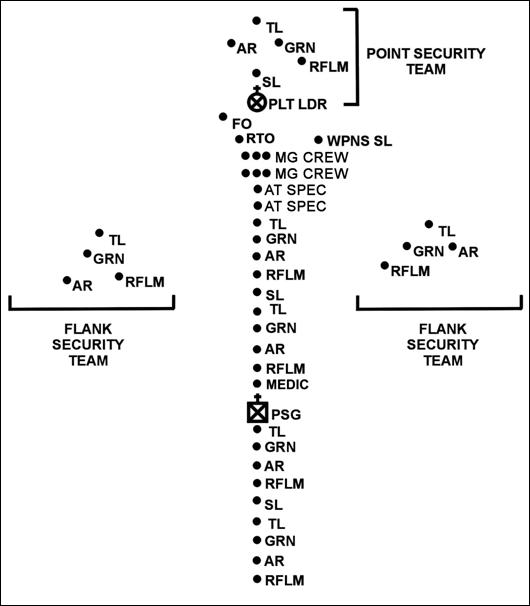 TL
AR
GRN
RFLM
SL
POINT SECURITY
TEAM
PLT LDR
FO
RTO
WPNS SL
MG CREW
MG CREW
AT SPEC
AT SPEC
TL
GRN
AR
RFLM
SL
TL
GRN
AR
RFLM
MEDIC
PSG
TL
GRN
AR
RFLM
SL
TL
GRN
AR
RFLM
TL
GRN
AR
RFLM
FLANK
SECURITY
TEAM
TL
GRN
AR
RFLM
FLANK
SECURITY
TEAM